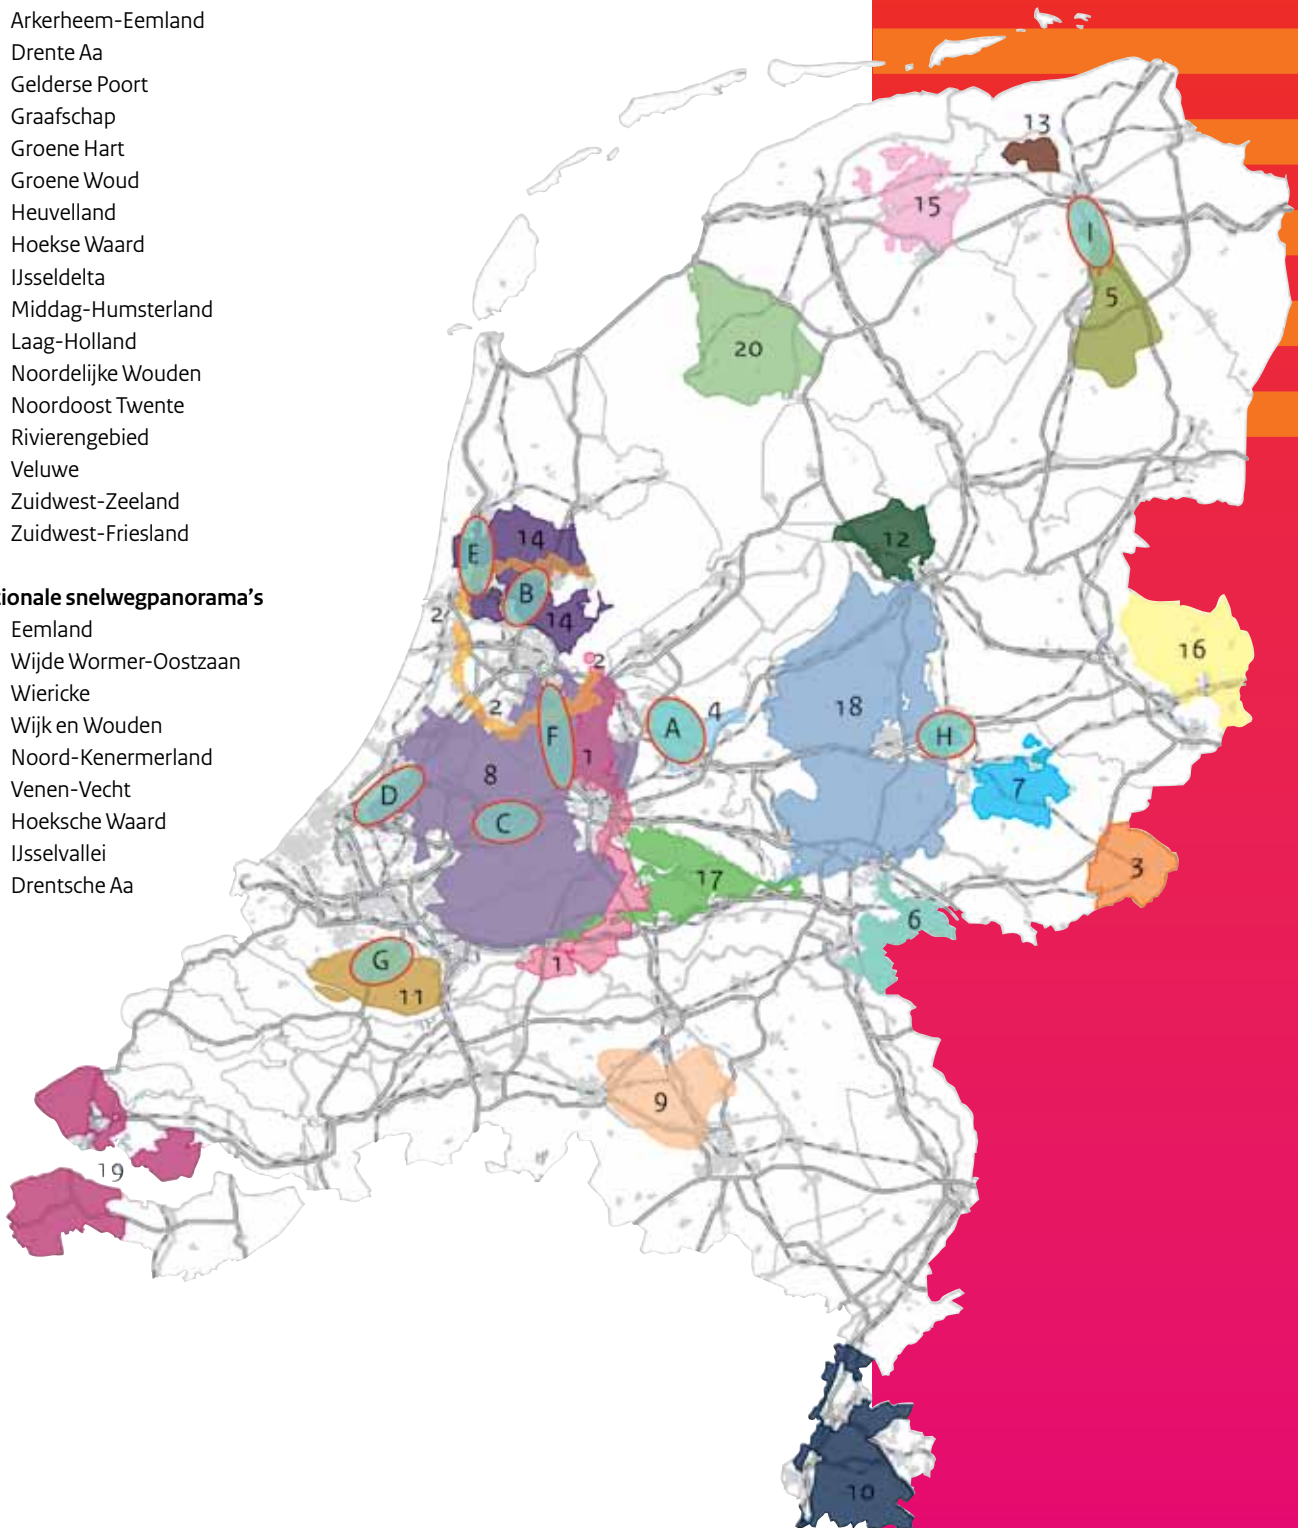 Arkerheem-Eemland
Drente Aa
Gelderse Poort
Graafschap
Groene Hart
Groene Woud
Heuvelland
Hoekse Waard
IJsseldelta
Middag-Humsterland
Laag-Holland
Noordelijke Wouden
Noordoost Twente
Rivierengebied
Veluwe
Zuidwest-Zeeland
Zuidwest-Friesland
ionale snelwegpanorama's
Eemland
Wijde Wormer-Oostzaan
Wiericke
Wijk en Wouden
Noord-Kenermerland
Venen-Vecht
Hoeksche Waard
IJsselvallei
Drentsche Aa
13
15
I
5
20
14
E
12
B
2
14
16
2
4
18
2
A
F
H
1
8
7
D
C
3
17
6
G
1
11
9
19
10